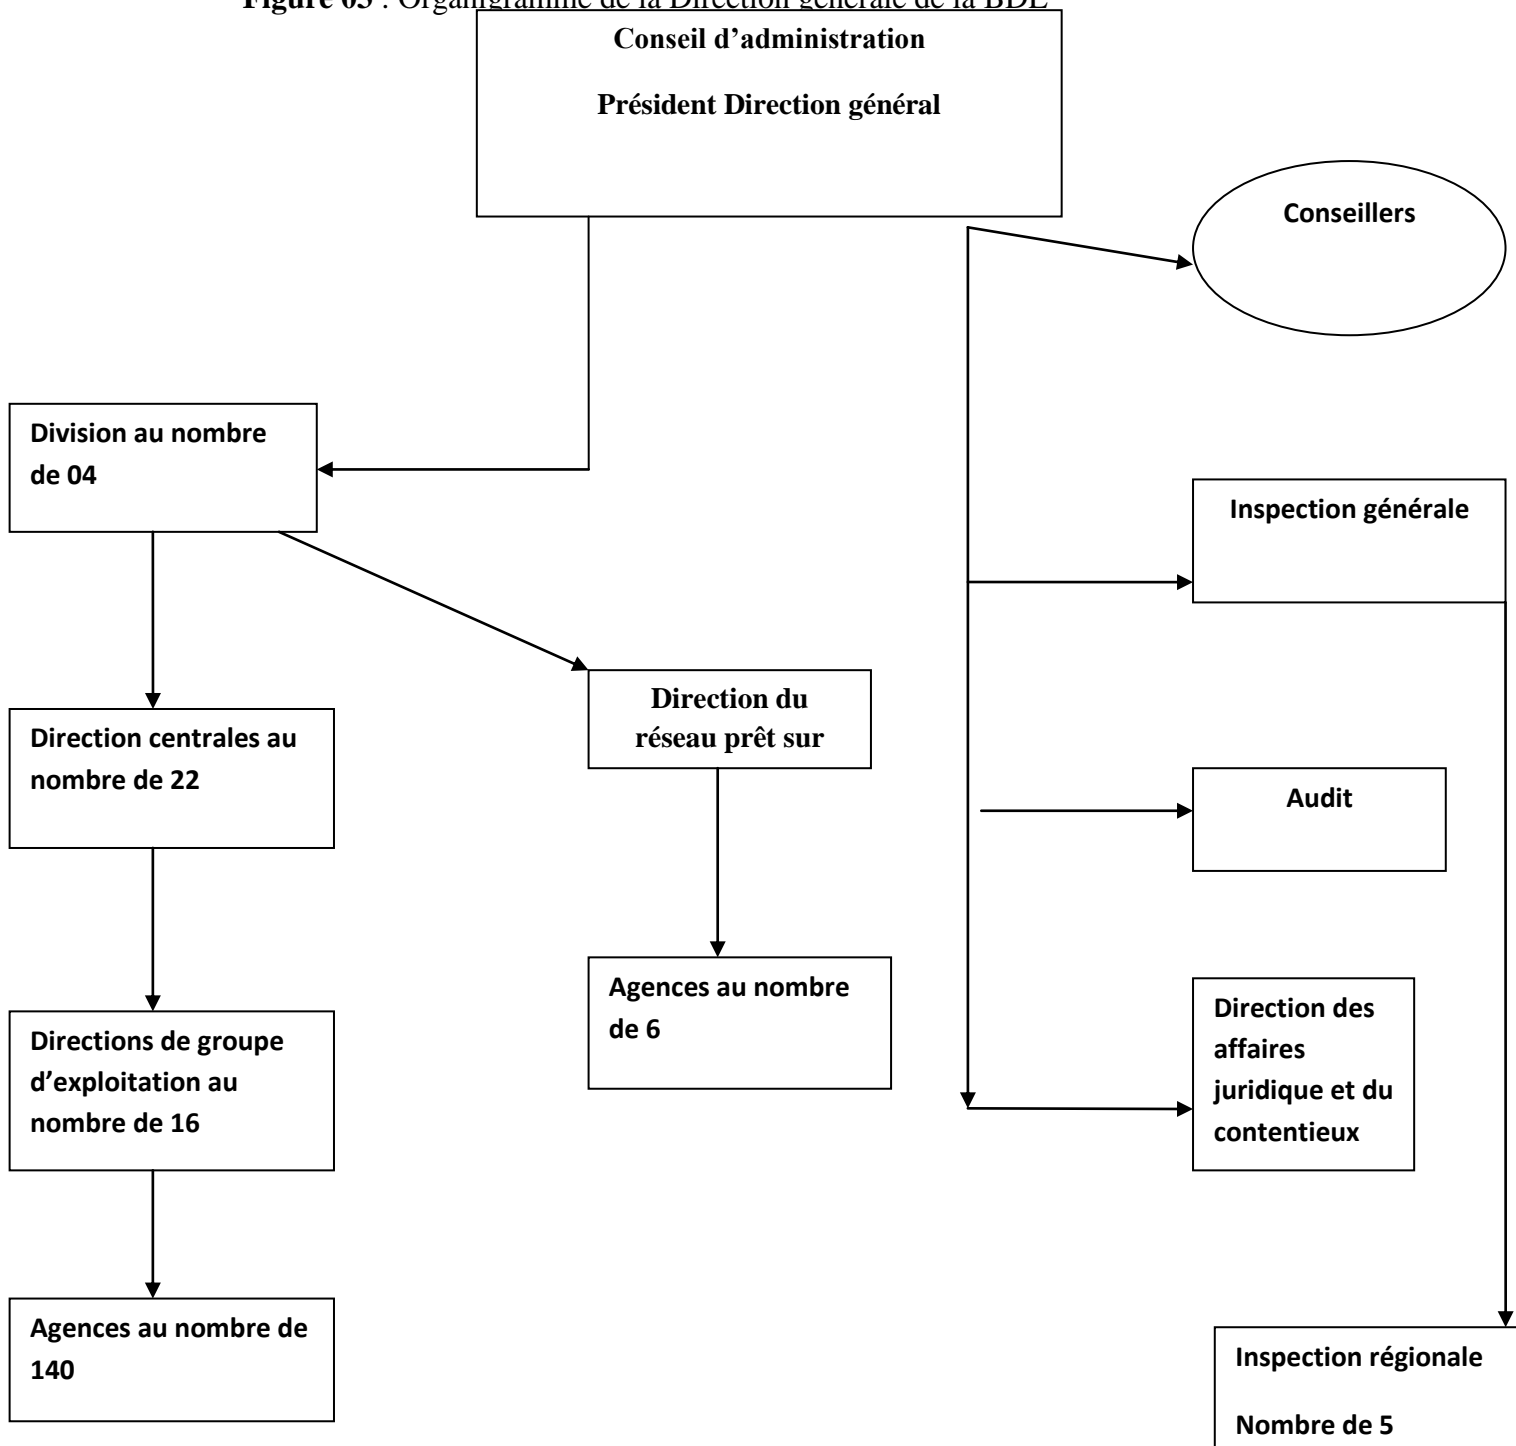 Figure 03 : Organigramme de la Direction générale de la BDL
Conseil d’administration
Président Direction général
Conseillers
Division au nombre
de 04
Inspection générale
Direction du
réseau prêt sur
Direction centrales au
nombre de 22
Audit
Agences au nombre
de 6
Direction des
affaires
juridique et du
contentieux
Directions de groupe
d’exploitation au
nombre de 16
Agences au nombre de
140
Inspection régionale
Nombre de 5